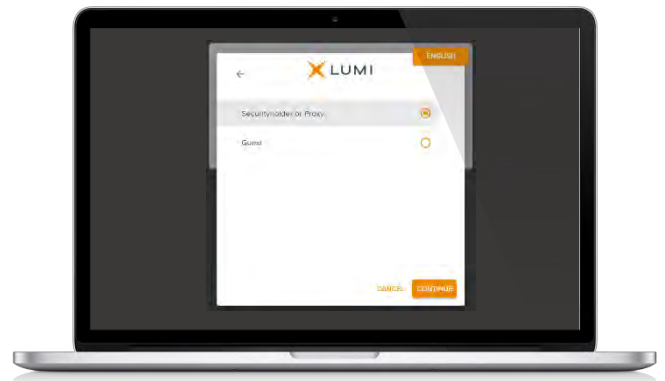 ENGLISH
LUMI
Securityholder or Proxy
Guest
CANCEL
CONTINUE